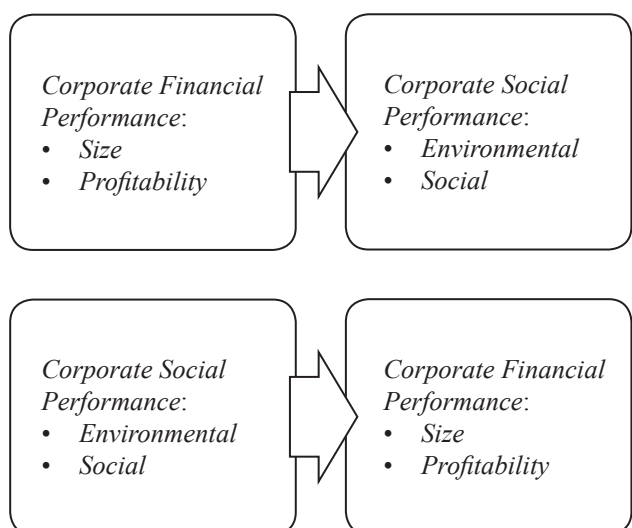 Corporate Financial
Performance:
• Size
• Profitability
Corporate Social
Performance:
• Environmental
• Social
Corporate Social
Performance:
• Environmental
• Social
Corporate Financial
Performance:
• Size
• Profitability